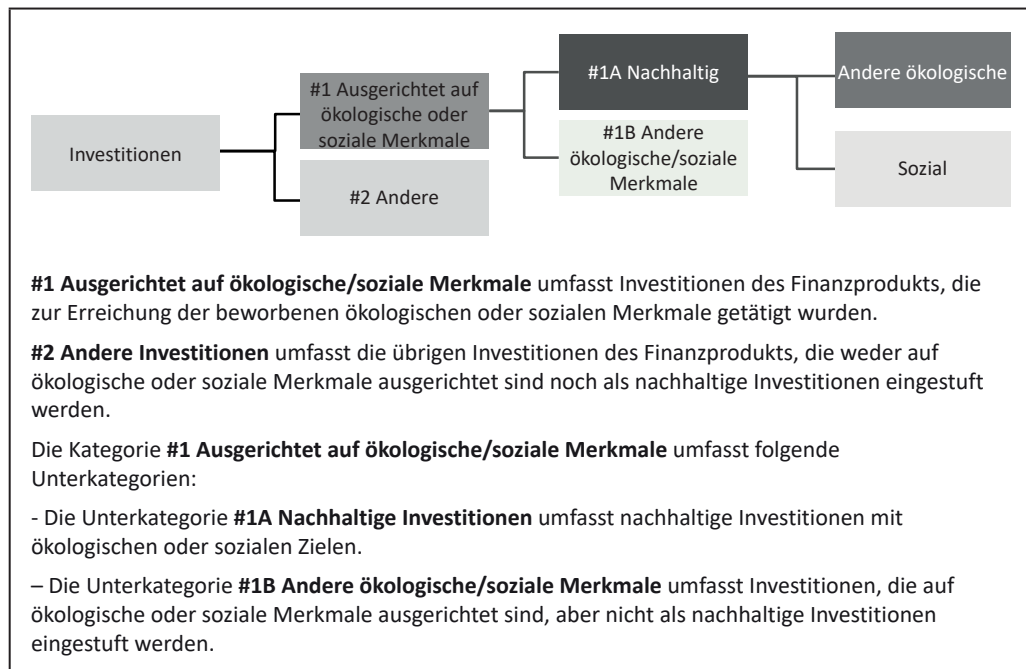 Investitionen
#1 Ausgerichtet auf
ökologische oder
soziale Merkmale
#2 Andere
#1A Nachhaltig
#1B Andere
ökologische/soziale
Merkmale
Andere ökologische
Sozial
#1 Ausgerichtet auf ökologische/soziale Merkmale umfasst Investitionen des Finanzprodukts, die
zur Erreichung der beworbenen ökologischen oder sozialen Merkmale getätigt wurden.
#2 Andere Investitionen umfasst die übrigen Investitionen des Finanzprodukts, die weder auf
ökologische oder soziale Merkmale ausgerichtet sind noch als nachhaltige Investitionen eingestuft
werden.
Die Kategorie #1 Ausgerichtet auf ökologische/soziale Merkmale umfasst folgende
Unterkategorien:
- Die Unterkategorie #1A Nachhaltige Investitionen umfasst nachhaltige Investitionen mit
ökologischen oder sozialen Zielen.
– Die Unterkategorie #1B Andere ökologische/soziale Merkmale umfasst Investitionen, die auf
ökologische oder soziale Merkmale ausgerichtet sind, aber nicht als nachhaltige Investitionen
eingestuft werden.